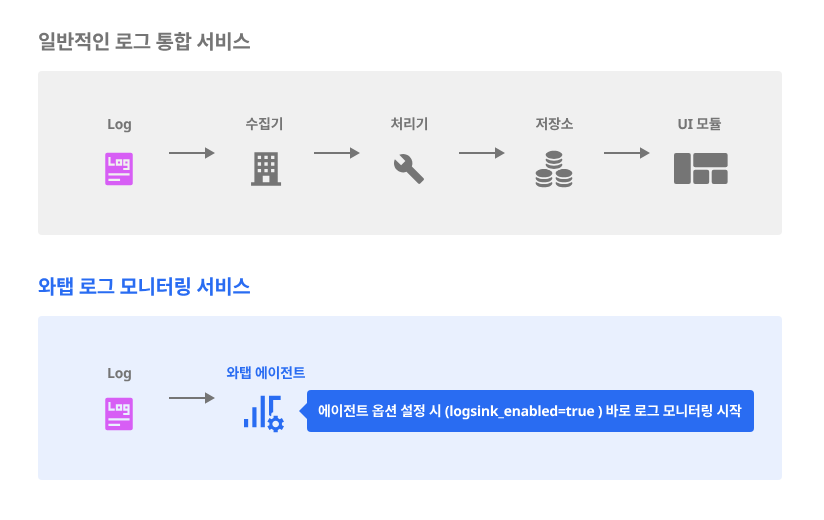 일반적인 로그 통합 서비스
Log
수집기
처리기
저장소
UI 모듈
Log
와탭 로그 모니터링 서비스
Log
와탭 에이전트
Log
에이전트 옵션 설정 시 (logsink_enabled=true ) 바로 로그 모니터링 시작